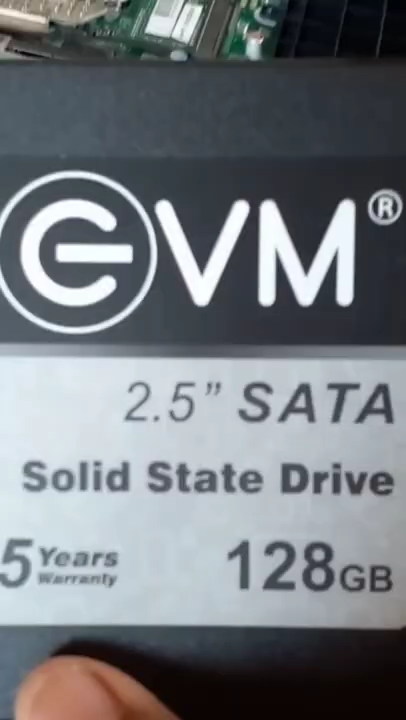 EVM®
2.5” SATA
Solid State Drive
5 Years
Warranty
128GB